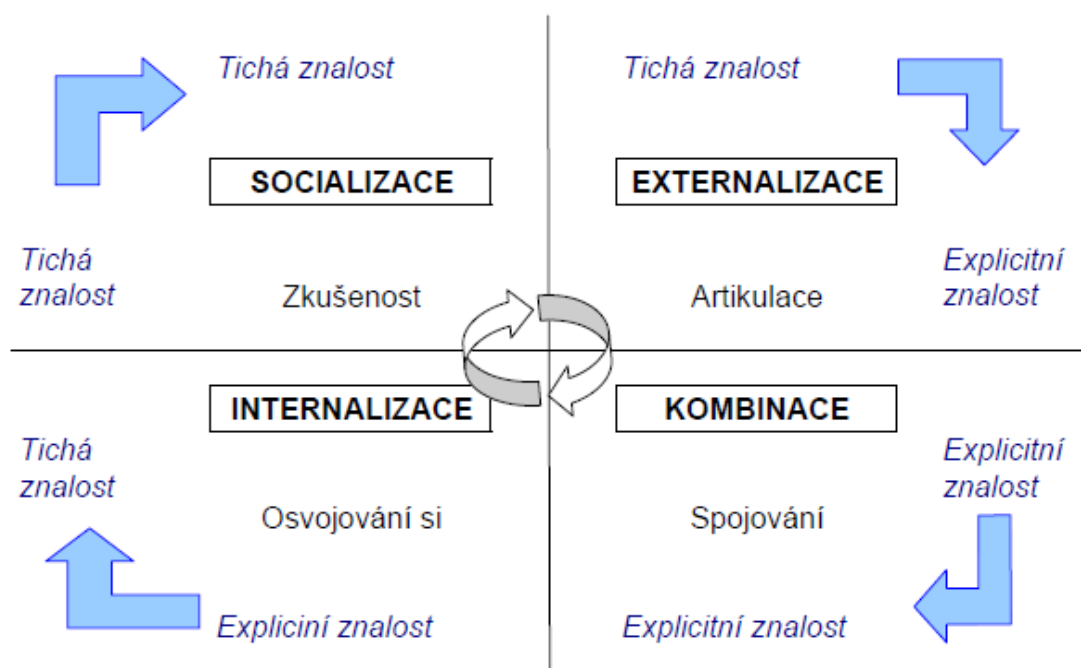 Tichá znalost
SOCIALIZACE
Tichá
znalost
Zkušenost
Tichá znalost
EXTERNALIZACE
Explicitní
znalost
Artikulace
INTERNALIZACE
Tichá
znalost
Osvojování si
Expliciní znalost
KOMBINACE
Explicitní
znalost
Spojování
Explicitní znalost